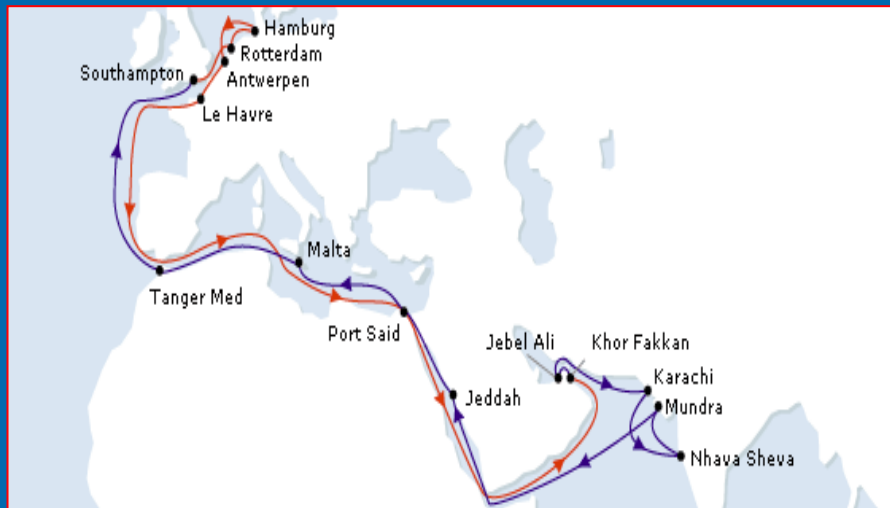 Hamburg
Rotterdam
Southampton
Antwerpen
Le Havre
Malta
Tanger Med
Port Said
Jebel Ali
Khor Fakkan
Karachi
Jeddah
Mundra
Nhava Sheva